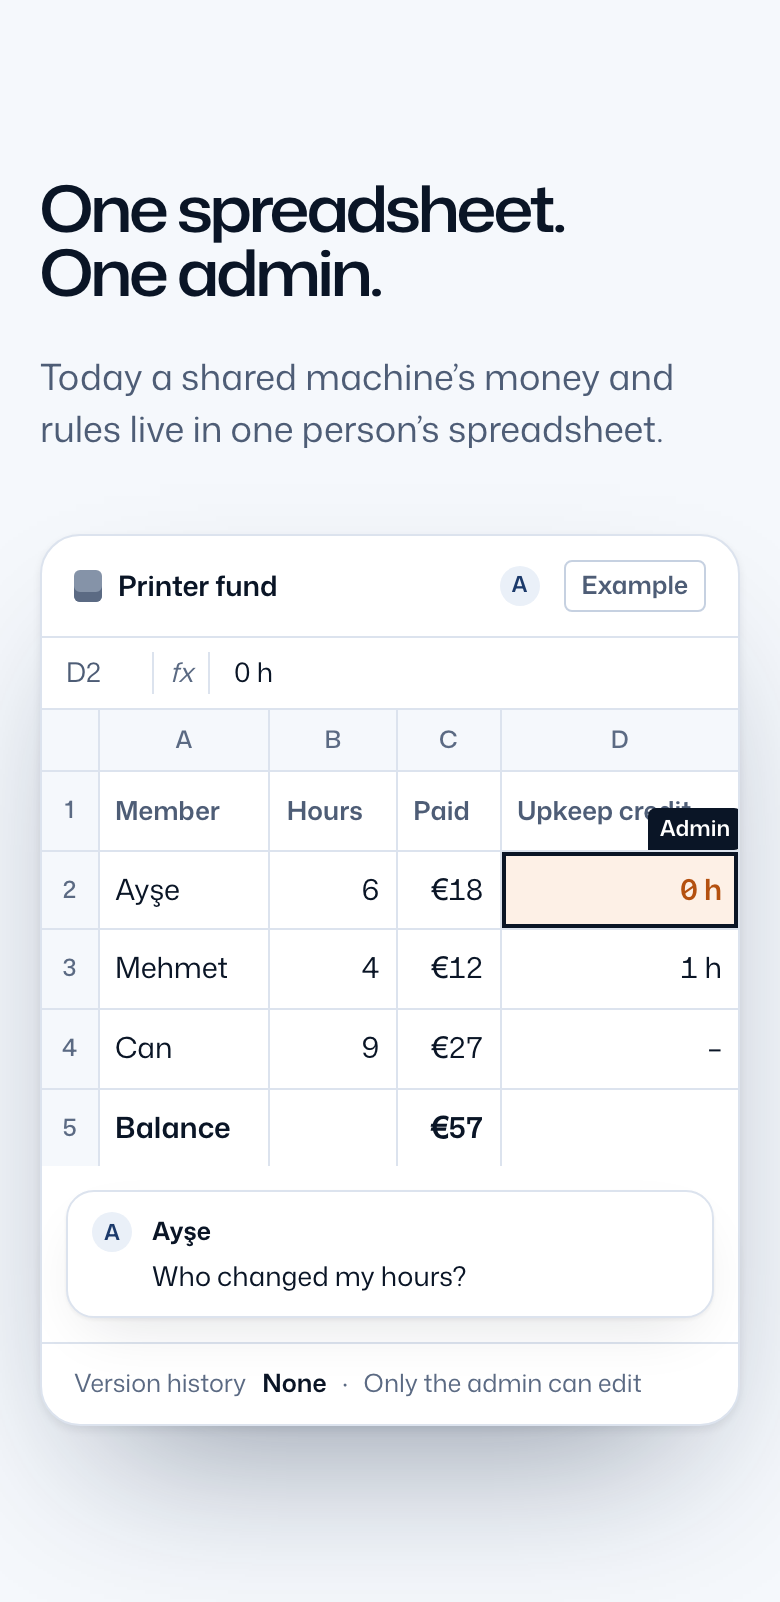 One spreadsheet.
One admin.
Today a shared machine’s money and
rules live in one person’s spreadsheet.
Printer fund A Example
D2 fx 0 h
A B C D
1 Member Hours Paid Upkeep credit
Admin
2 Ayşe 6 €18 0 h
3 Mehmet 4 €12 1 h
4 Can 9 €27 –
5 Balance €57
A Ayşe
Who changed my hours?
Version history None · Only the admin can edit